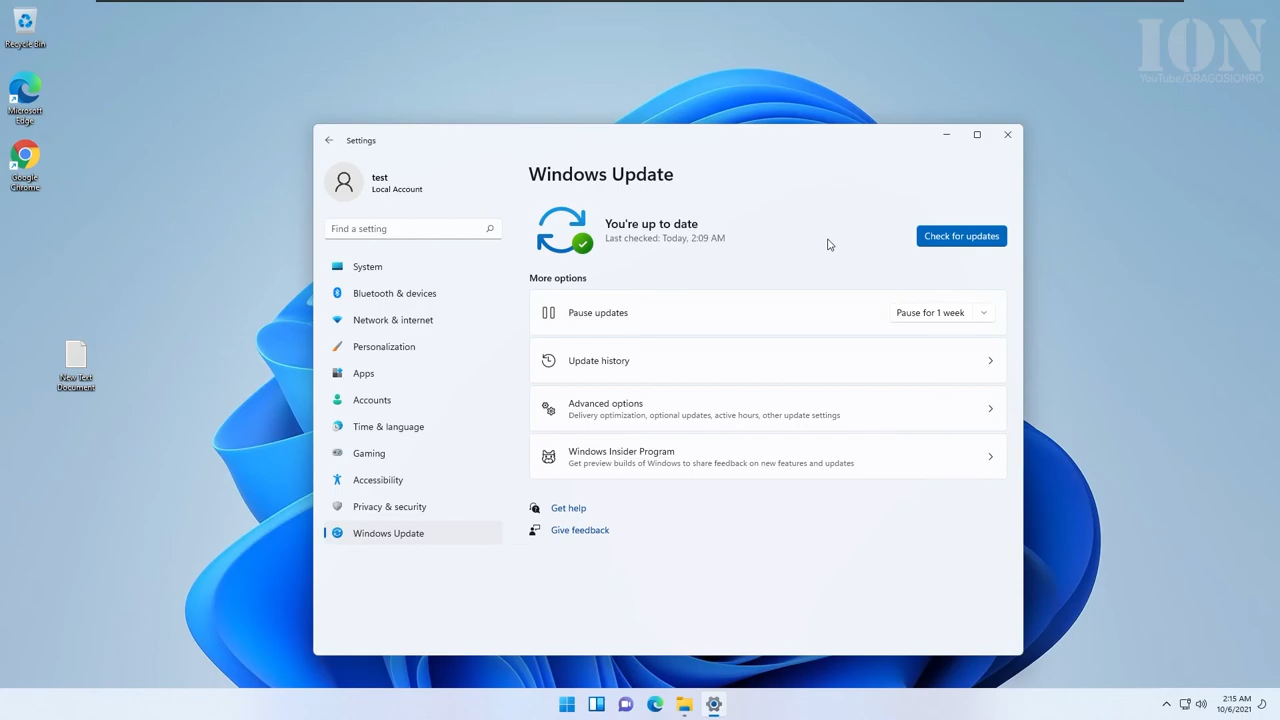 Recycle Bin
Microsoft
Edge
Google
Chrome
New Text
Document
ION
YouTube/DRAGOSIONRO
Settings
test
Local Account
Find a setting
System
Bluetooth & devices
Network & internet
Personalization
Apps
Accounts
Time & language
Gaming
Accessibility
Privacy & security
Windows Update
Windows Update
You're up to date
Last checked: Today, 2:09 AM
Check for updates
More options
Pause updates
Pause for 1 week
Update history
Advanced options
Delivery optimization, optional updates, active hours, other update settings
Windows Insider Program
Get preview builds of Windows to share feedback on new features and updates
Get help
Give feedback
2:15 AM
10/6/2021